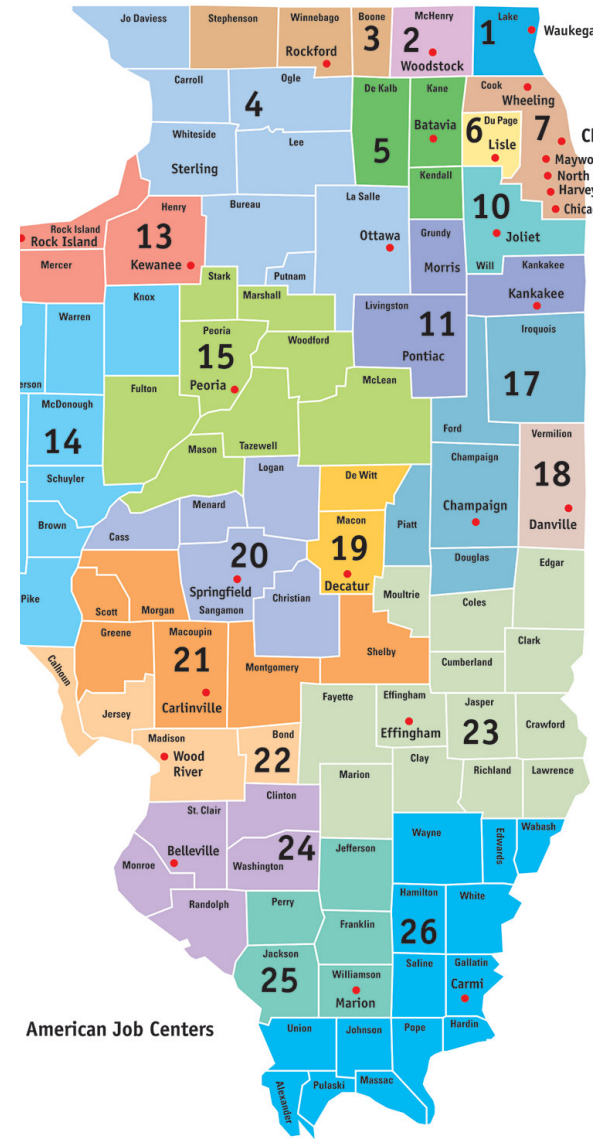 Jo Daviess
Stephenson
Winnebago
Boone
McHenry
Lake
Rockford
3
2
1
Waukega
Woodstock
Carroll
Ogle
De Kalb
Kane
Cook
Wheeling
4
Batavia
6
Du Page
7
Whiteside
Lee
5
Lisle
Maywo
North
Harvey
Chica
Sterling
Kendall
Rock Island
Rock Island
Henry
13
Bureau
La Salle
Ottawa
10
Joliet
Grundy
Morris
Will
Mercer
Kewanee
Stark
Putnam
Kankakee
Kankakee
Knox
Marshall
Warren
Peoria
15
Peoria
Woodford
Livingston
11
Pontiac
Iroquois
17
erson
Fulton
McLean
McDonough
14
Ford
Vermilion
18
Danville
Mason
Tazewell
Schuyler
Logan
De Witt
Champaign
Champaign
Brown
Cass
Menard
Macon
19
Decatur
Piatt
20
Springfield
Sangamon
Christian
Douglas
Edgar
Pike
Scott
Morgan
Moultrie
Coles
Greene
Macoupin
21
Carlinville
Montgomery
Shelby
Clark
Cumberland
Calhoun
Jersey
Fayette
Effingham
Effingham
Jasper
23
Crawford
Madison
Wood
River
Bond
22
Clay
Richland
Lawrence
Marion
St. Clair
Clinton
Belleville
24
Washington
Jefferson
Wayne
Edwards
Wabash
Monroe
Randolph
Perry
Franklin
Hamilton
26
White
Jackson
25
Williamson
Marion
Saline
Gallatin
Carmi
American Job Centers
Union
Johnson
Pope
Hardin
Alexander
Pulaski
Massac